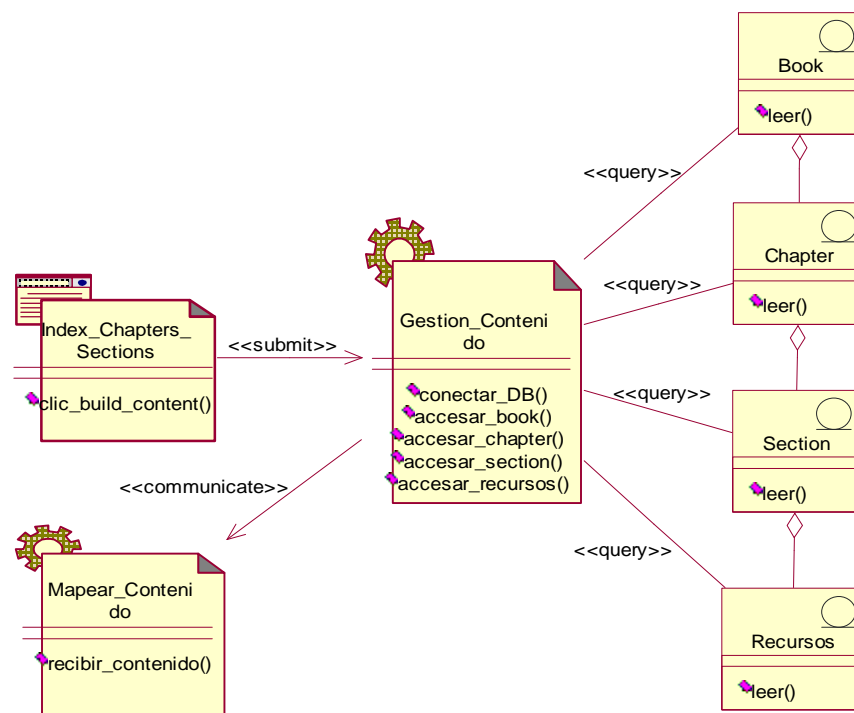 Book
leer()
<<query>>
Chapter
leer()
<<query>>
Index_Chapters_
Sections
clic_build_content()
<<submit>>
Gestion_Conteni
do
conectar_DB()
accesar_book()
accesar_chapter()
accesar_section()
accesar_recursos()
<<query>>
Section
leer()
<<communicate>>
<<query>>
Mapear_Conteni
do
recibir_contenido()
Recursos
leer()